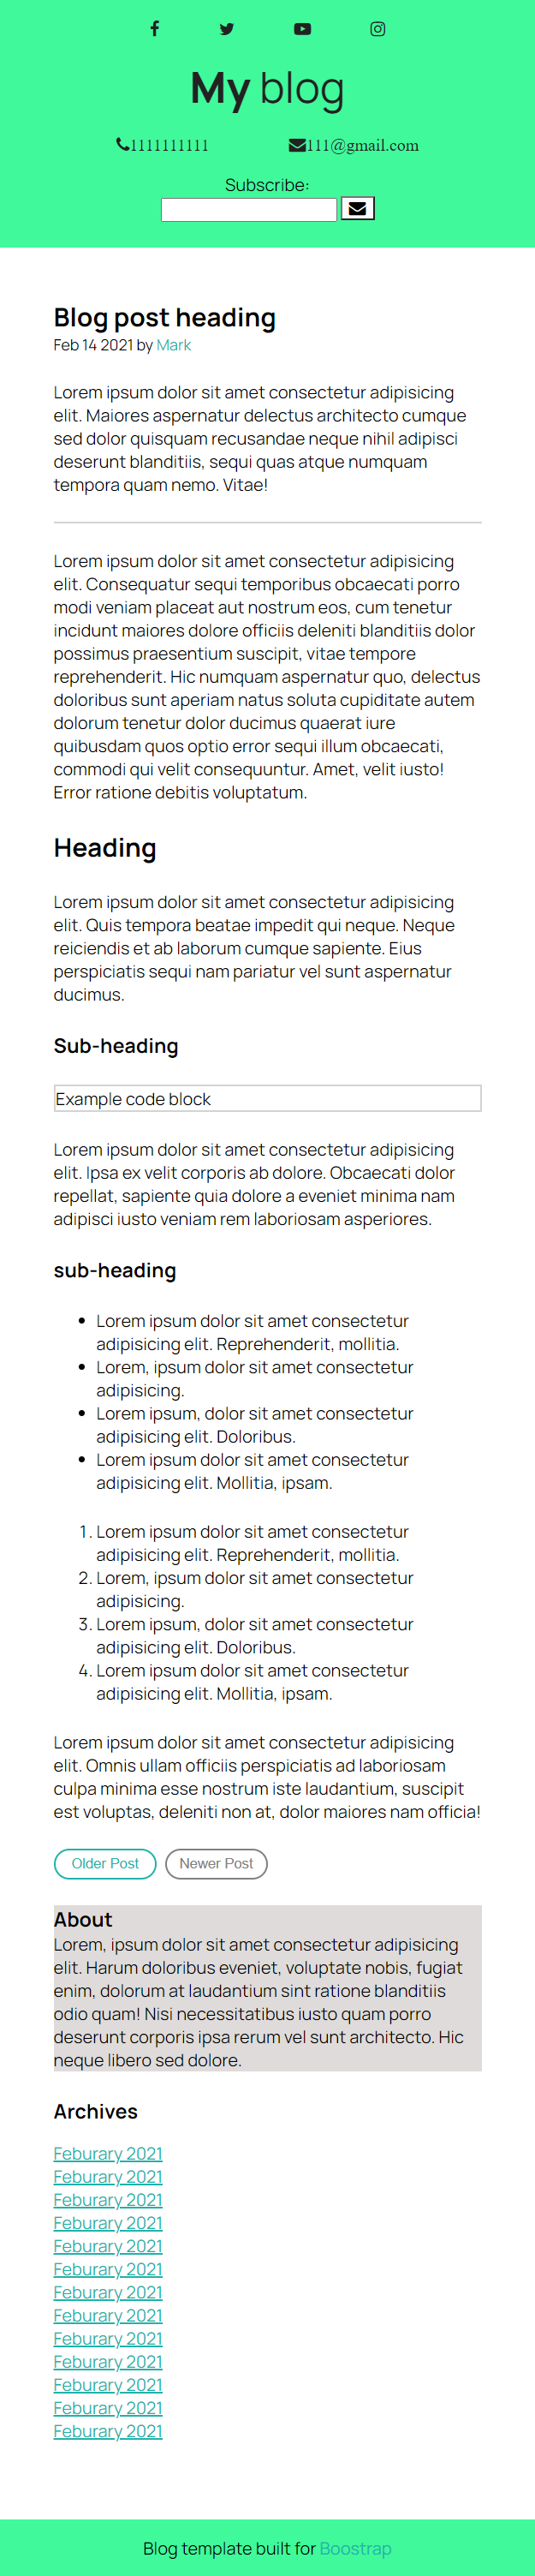 My blog
1111111111 111@gmail.com
Subscribe:
Blog post heading
Feb 14 2021 by Mark
Lorem ipsum dolor sit amet consectetur adipisicing
elit. Maiores aspernatur delectus architecto cumque
sed dolor quisquam recusandae neque nihil adipisci
deserunt blanditiis, sequi quas atque numquam
tempora quam nemo. Vitae!
Lorem ipsum dolor sit amet consectetur adipisicing
elit. Consequatur sequi temporibus obcaecati porro
modi veniam placeat aut nostrum eos, cum tenetur
incidunt maiores dolore officiis deleniti blanditiis dolor
possimus praesentium suscipit, vitae tempore
reprehenderit. Hic numquam aspernatur quo, delectus
doloribus sunt aperiam natus soluta cupiditate autem
dolorum tenetur dolor ducimus quaerat iure
quibusdam quos optio error sequi illum obcaecati,
commodi qui velit consequuntur. Amet, velit iusto!
Error ratione debitis voluptatum.
Heading
Lorem ipsum dolor sit amet consectetur adipisicing
elit. Quis tempora beatae impedit qui neque. Neque
reiciendis et ab laborum cumque sapiente. Eius
perspiciatis sequi nam pariatur vel sunt aspernatur
ducimus.
Sub-heading
Example code block
Lorem ipsum dolor sit amet consectetur adipisicing
elit. Ipsa ex velit corporis ab dolore. Obcaecati dolor
repellat, sapiente quia dolore a eveniet minima nam
adipisci iusto veniam rem laboriosam asperiores.
sub-heading
• Lorem ipsum dolor sit amet consectetur
adipisicing elit. Reprehenderit, mollitia.
• Lorem, ipsum dolor sit amet consectetur
adipisicing.
• Lorem ipsum, dolor sit amet consectetur
adipisicing elit. Doloribus.
• Lorem ipsum dolor sit amet consectetur
adipisicing elit. Mollitia, ipsam.
1. Lorem ipsum dolor sit amet consectetur
adipisicing elit. Reprehenderit, mollitia.
2. Lorem, ipsum dolor sit amet consectetur
adipisicing.
3. Lorem ipsum, dolor sit amet consectetur
adipisicing elit. Doloribus.
4. Lorem ipsum dolor sit amet consectetur
adipisicing elit. Mollitia, ipsam.
Lorem ipsum dolor sit amet consectetur adipisicing
elit. Omnis ullam officiis perspiciatis ad laboriosam
culpa minima esse nostrum iste laudantium, suscipit
est voluptas, deleniti non at, dolor maiores nam officia!
Older Post Newer Post
About
Lorem, ipsum dolor sit amet consectetur adipisicing
elit. Harum doloribus eveniet, voluptate nobis, fugiat
enim, dolorum at laudantium sint ratione blanditiis
odio quam! Nisi necessitatibus iusto quam porro
deserunt corporis ipsa rerum vel sunt architecto. Hic
neque libero sed dolore.
Archives
Feburary 2021
Feburary 2021
Feburary 2021
Feburary 2021
Feburary 2021
Feburary 2021
Feburary 2021
Feburary 2021
Feburary 2021
Feburary 2021
Feburary 2021
Feburary 2021
Feburary 2021
Blog template built for Boostrap